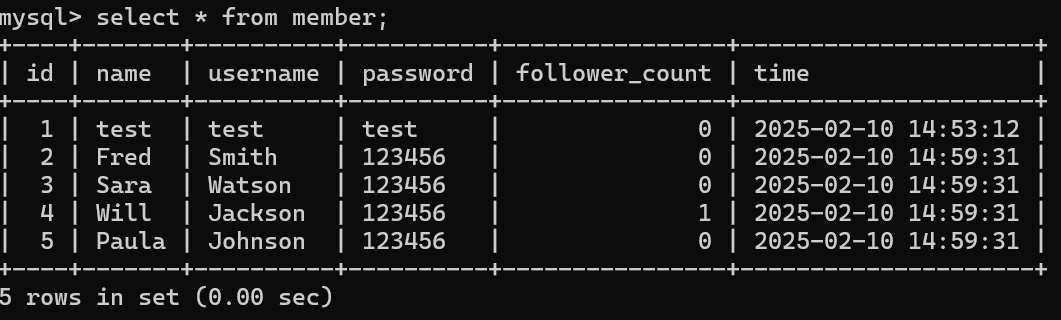 mysql> select * from member;
+----+-------+----------+----------+----------------+---------------------+
| id | name  | username | password | follower_count | time                |
+----+-------+----------+----------+----------------+---------------------+
|  1 | test  | test     | test     |              0 | 2025-02-10 14:53:12 |
|  2 | Fred  | Smith    | 123456   |              0 | 2025-02-10 14:59:31 |
|  3 | Sara  | Watson   | 123456   |              0 | 2025-02-10 14:59:31 |
|  4 | Will  | Jackson  | 123456   |              1 | 2025-02-10 14:59:31 |
|  5 | Paula | Johnson  | 123456   |              0 | 2025-02-10 14:59:31 |
+----+-------+----------+----------+----------------+---------------------+
5 rows in set (0.00 sec)